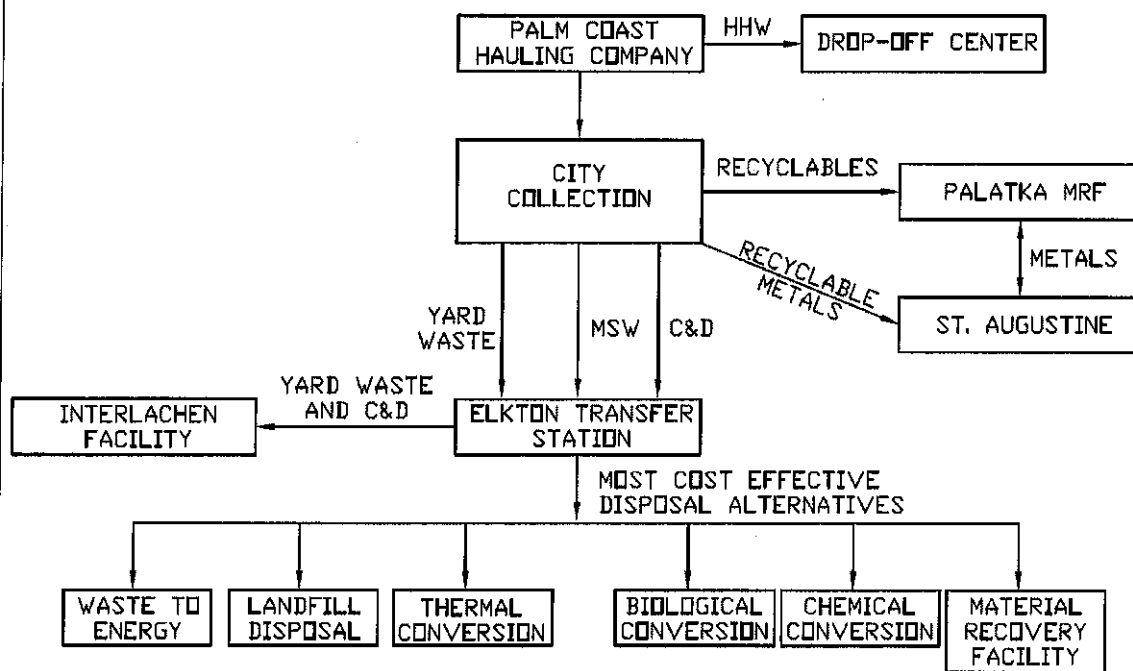 PALM COAST
HAULING COMPANY
HHW
DROP-OFF CENTER
CITY
COLLECTION
RECYCLABLES
PALATKA MRF
METALS
RECYCLABLE
METALS
ST. AUGUSTINE
YARD
WASTE
MSW
C&D
YARD WASTE
AND C&D
INTERLACHEN
FACILITY
ELKTON TRANSFER
STATION
MOST COST EFFECTIVE
DISPOSAL ALTERNATIVES
WASTE TO
ENERGY
LANDFILL
DISPOSAL
THERMAL
CONVERSION
BIOLOGICAL
CONVERSION
CHEMICAL
CONVERSION
MATERIAL
RECOVERY
FACILITY